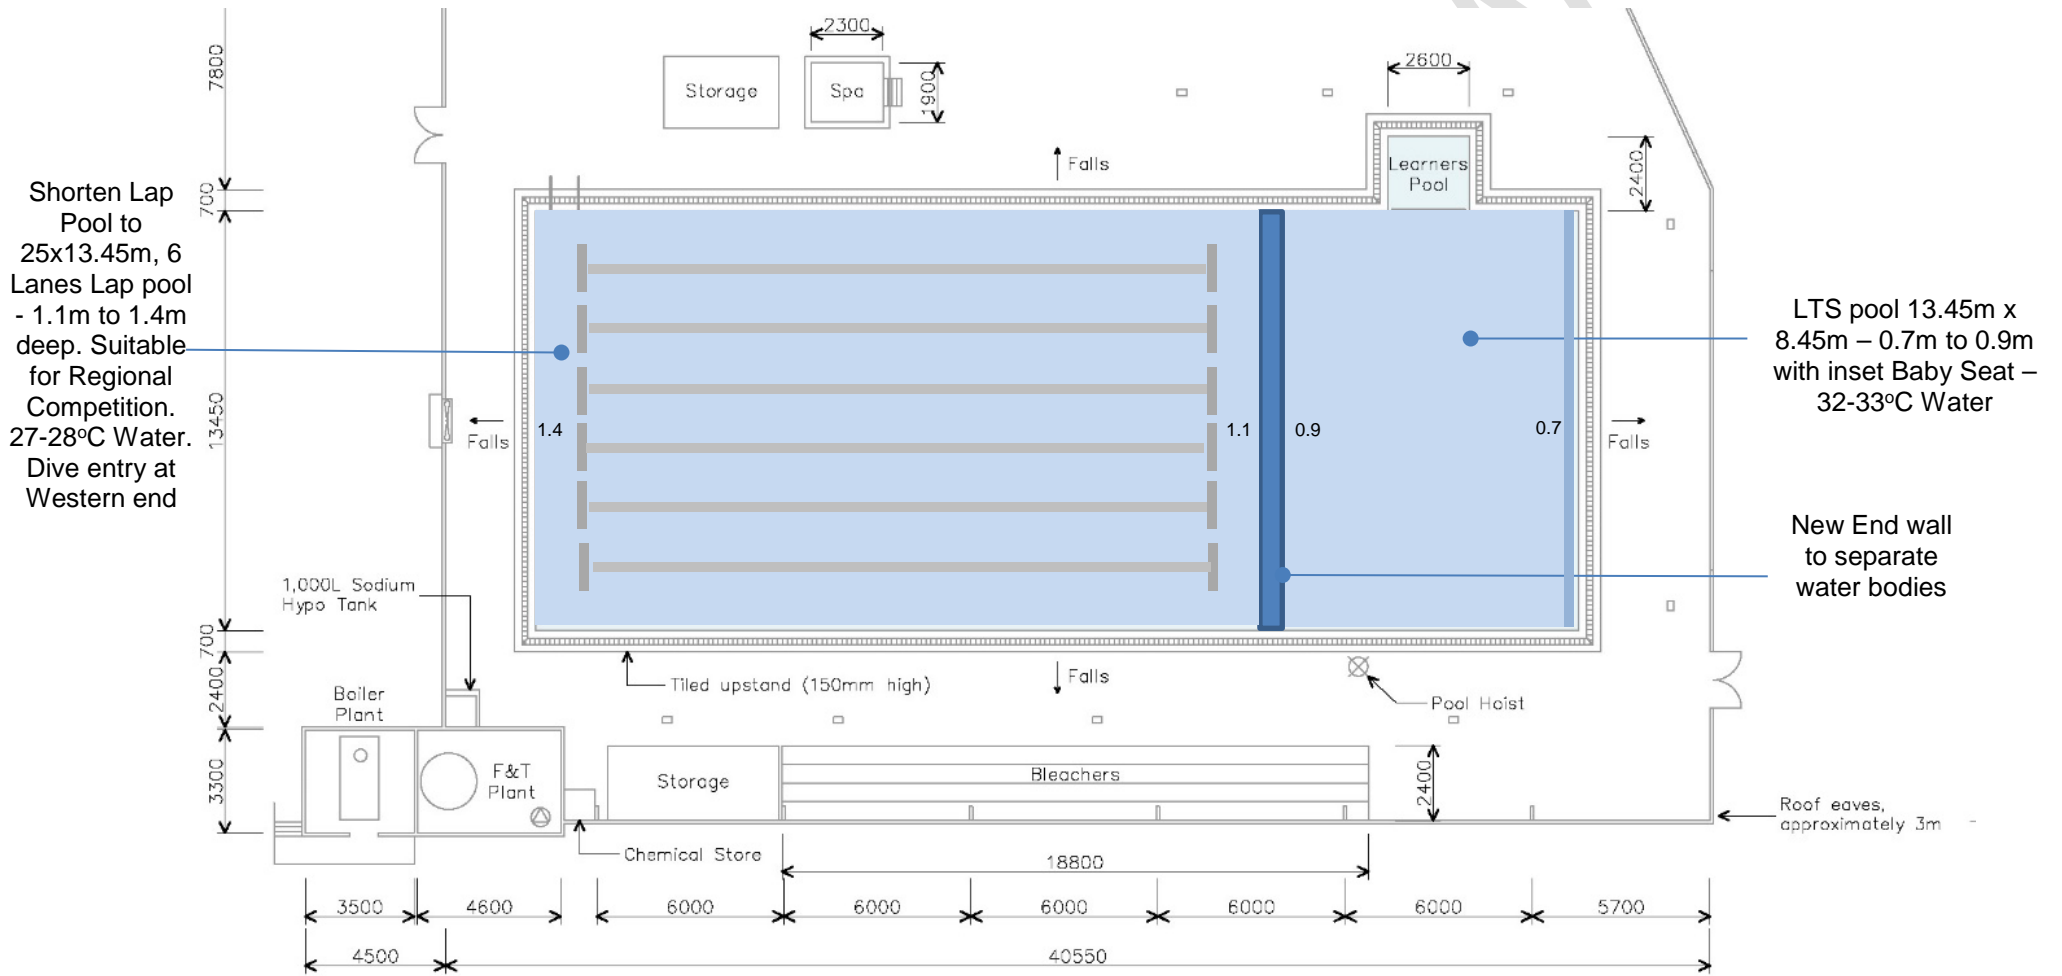 2300
2600
7800
Storage
Spa
1900
Falls
Learners
Pool
2400
700
Shorten Lap
Pool to
25x13.45m, 6
Lanes Lap pool
- 1.1m to 1.4m
deep. Suitable
for Regional
Competition.
27-28°C Water.
Dive entry at
Western end
13450
Falls
1.4
1.1
0.9
0.7
Falls
LTS pool 13.45m x
8.45m – 0.7m to 0.9m
with inset Baby Seat –
32-33°C Water
New End wall
to separate
water bodies
1,000L Sodium
Hypo Tank
700
2400
Tiled upstand (150mm high)
Falls
Pool Hoist
Boiler
Plant
3300
F&T
Plant
Storage
Bleachers
2400
Roof eaves,
approximately 3m
Chemical Store
18800
3500
4600
6000
6000
6000
6000
6000
5700
4500
40550